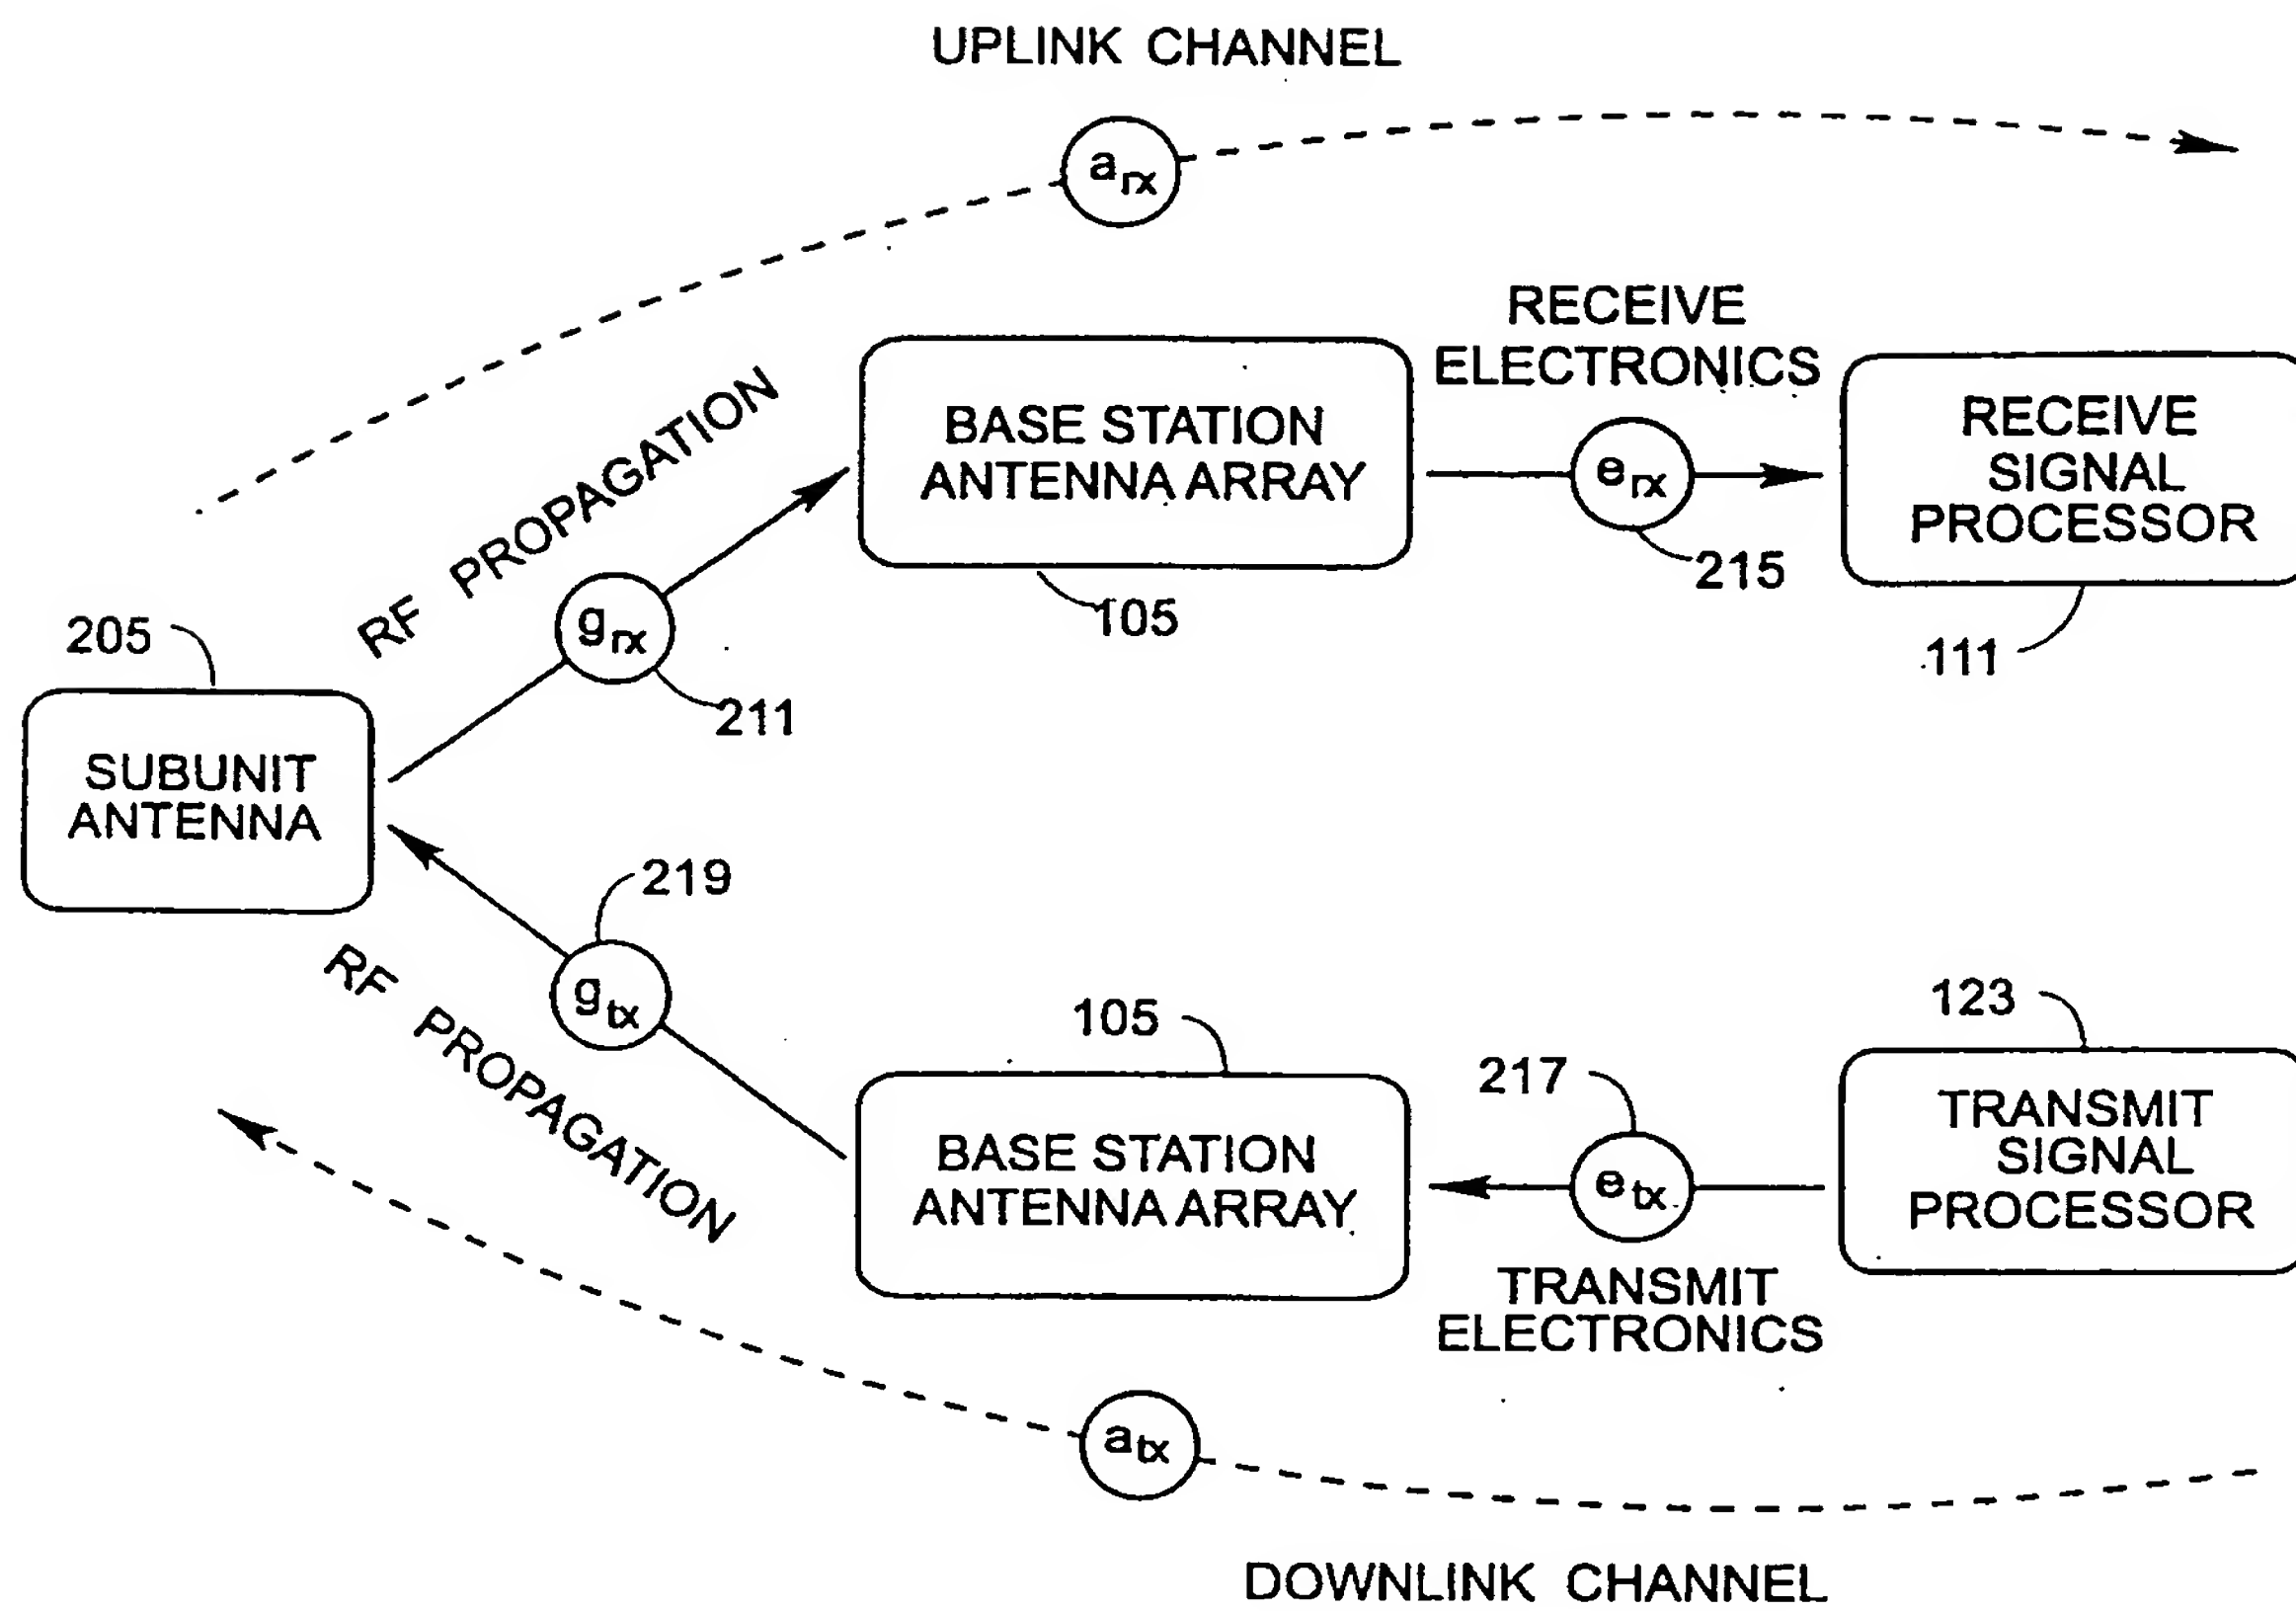 UPLINK CHANNEL
arx
RECEIVE
ELECTRONICS
RF PROPAGATION
BASE STATION
ANTENNA ARRAY
erx
RECEIVE
SIGNAL
PROCESSOR
215
105
111
grx
211
205
SUBUNIT
ANTENNA
219
gtx
RF PROPAGATION
105
BASE STATION
ANTENNA ARRAY
217
etx
TRANSMIT
ELECTRONICS
123
TRANSMIT
SIGNAL
PROCESSOR
atx
DOWNLINK CHANNEL